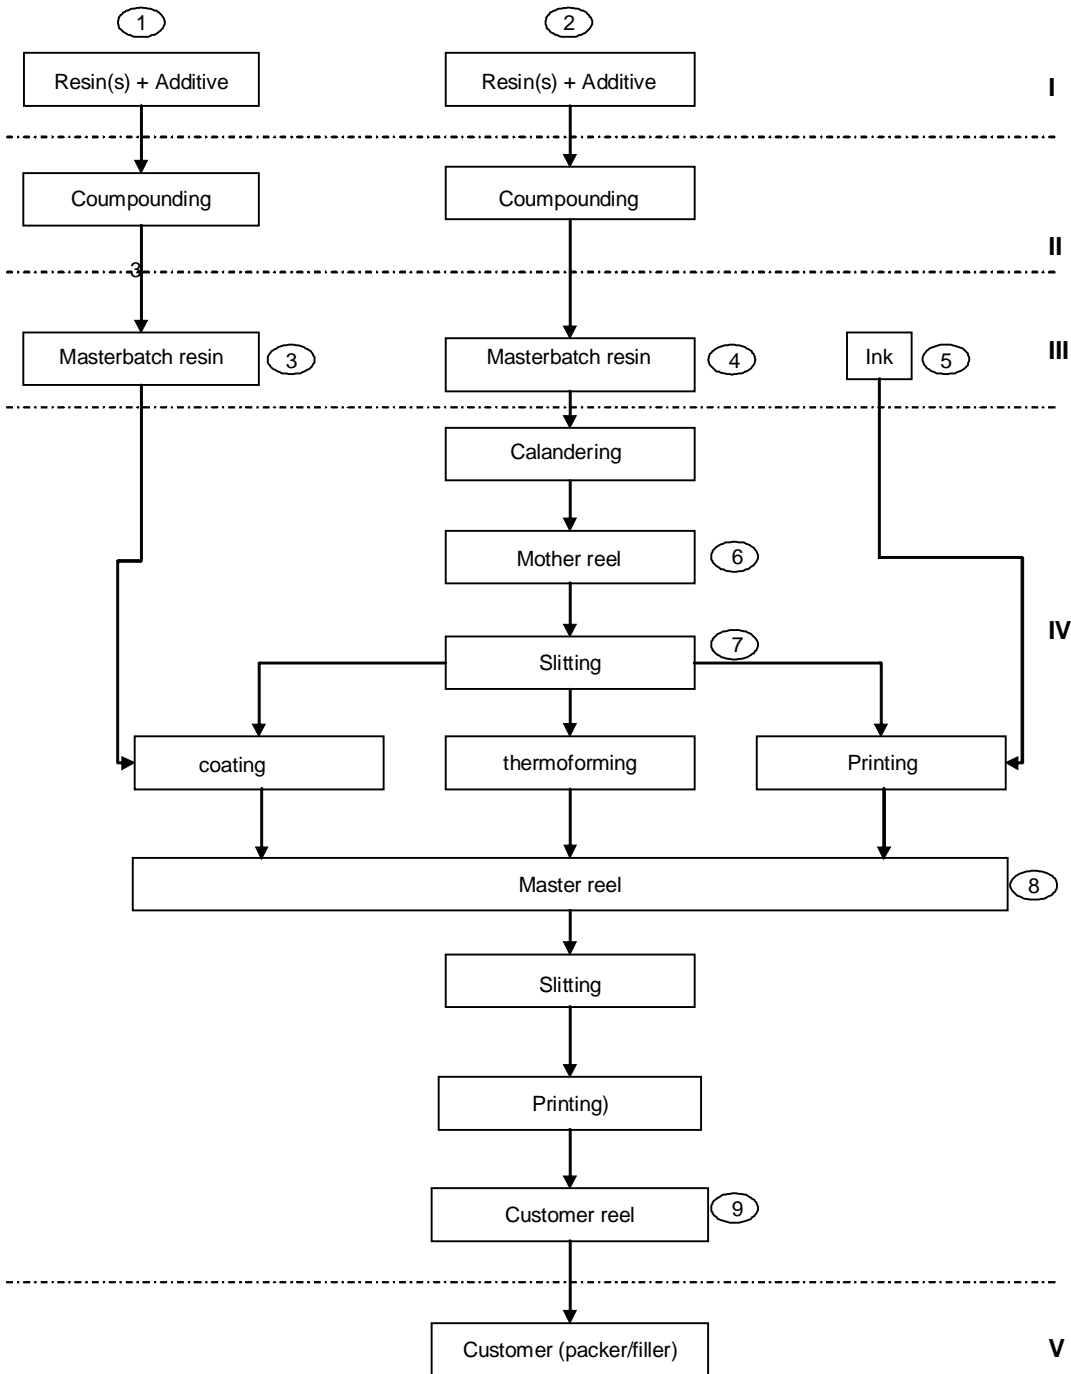 1
2
Resin(s) + Additive
Resin(s) + Additive
I
Coumpounding
Coumpounding
II
3
Masterbatch resin
3
Masterbatch resin
4
Ink
5
III
Calandering
Mother reel
6
IV
Slitting
7
coating
thermoforming
Printing
Master reel
8
Slitting
Printing)
Customer reel
9
Customer (packer/filler)
V